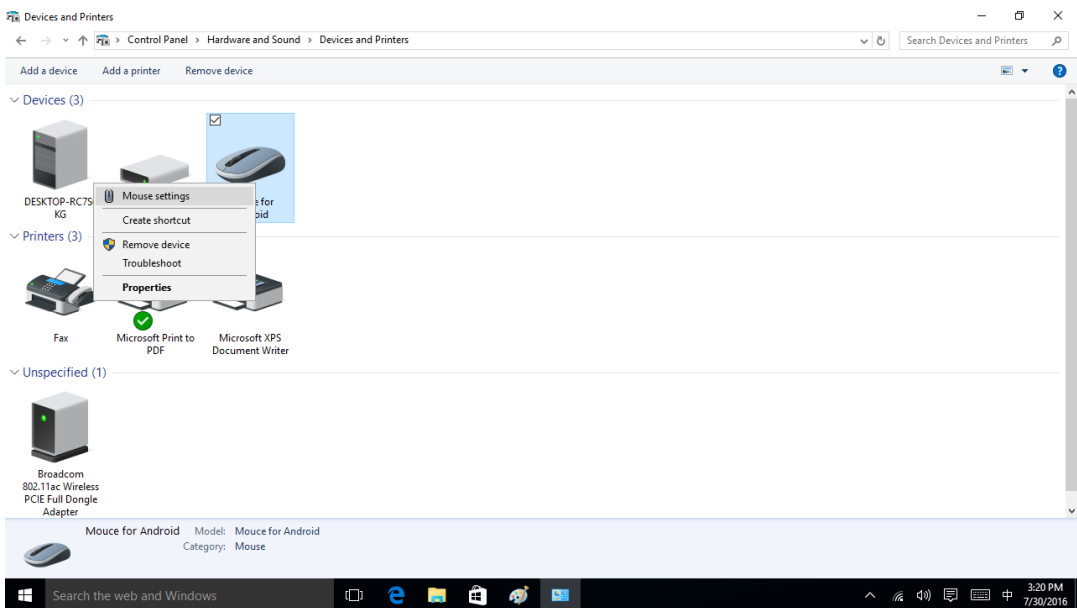 Devices and Printers
Control Panel > Hardware and Sound > Devices and Printers
Search Devices and Printers
Add a device Add a printer Remove device
Devices (3)
DESKTOP-RC7S
KG
e for
oid
Mouse settings
Create shortcut
Remove device
Troubleshoot
Properties
Printers (3)
Fax
Microsoft Print to
PDF
Microsoft XPS
Document Writer
Unspecified (1)
Broadcom
802.11ac Wireless
PCIE Full Dongle
Adapter
Mouce for Android Model: Mouce for Android
Category: Mouse
Search the web and Windows
中
3:20 PM
7/30/2016